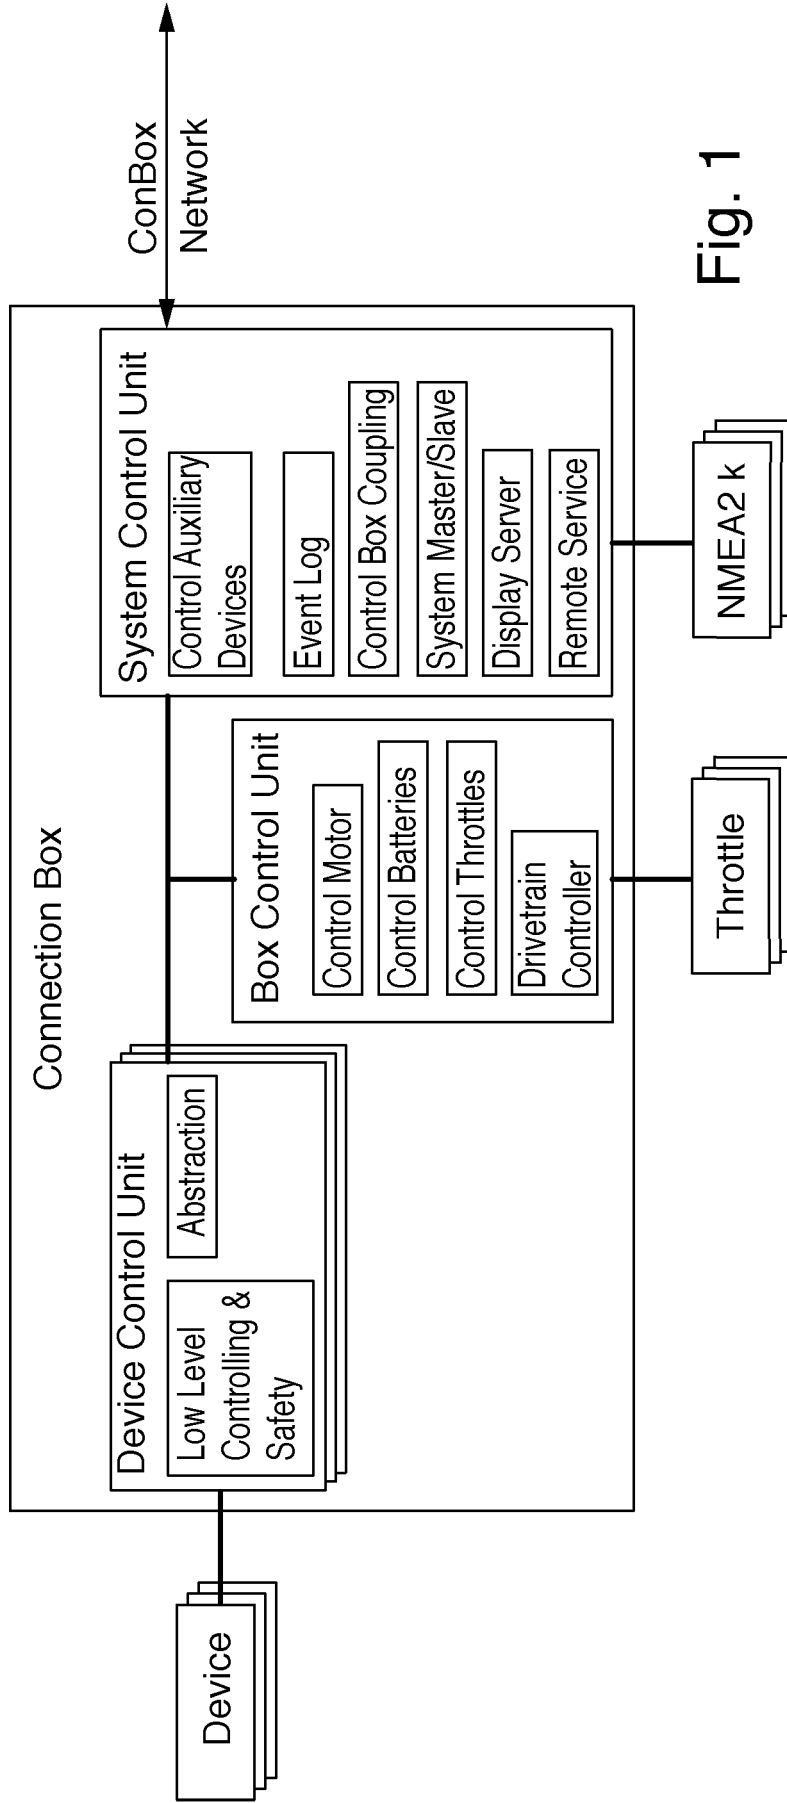 Connection Box
Device Control Unit
Low Level
Controlling &
Safety
Abstraction
Device
Box Control Unit
Control Motor
Control Batteries
Control Throttles
Drivetrain
Controller
Throttle
System Control Unit
Control Auxiliary
Devices
Event Log
Control Box Coupling
System Master/Slave
Display Server
Remote Service
NMEA2 k
ConBox
Network
Fig. 1